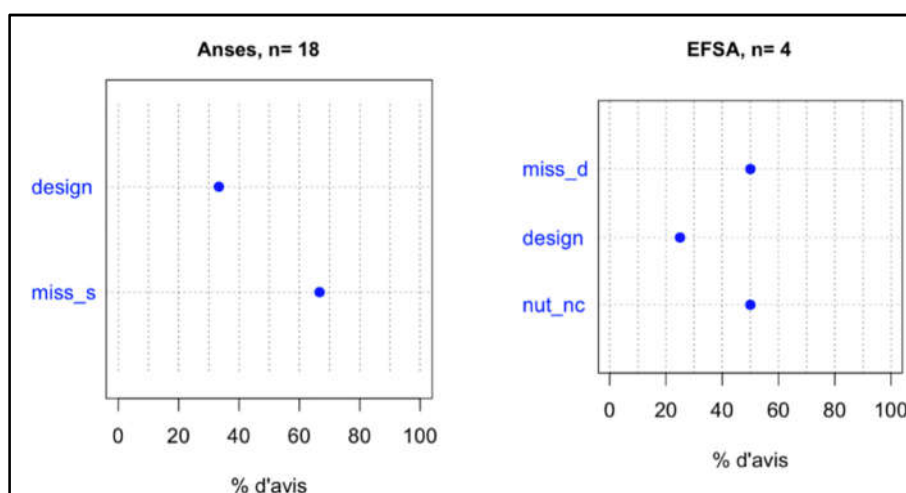 Anses, n= 18
design
miss_s
0 20 40 60 80 100
% d'avis
EFSA, n= 4
miss_d
design
nut_nc
0 20 40 60 80 100
% d'avis